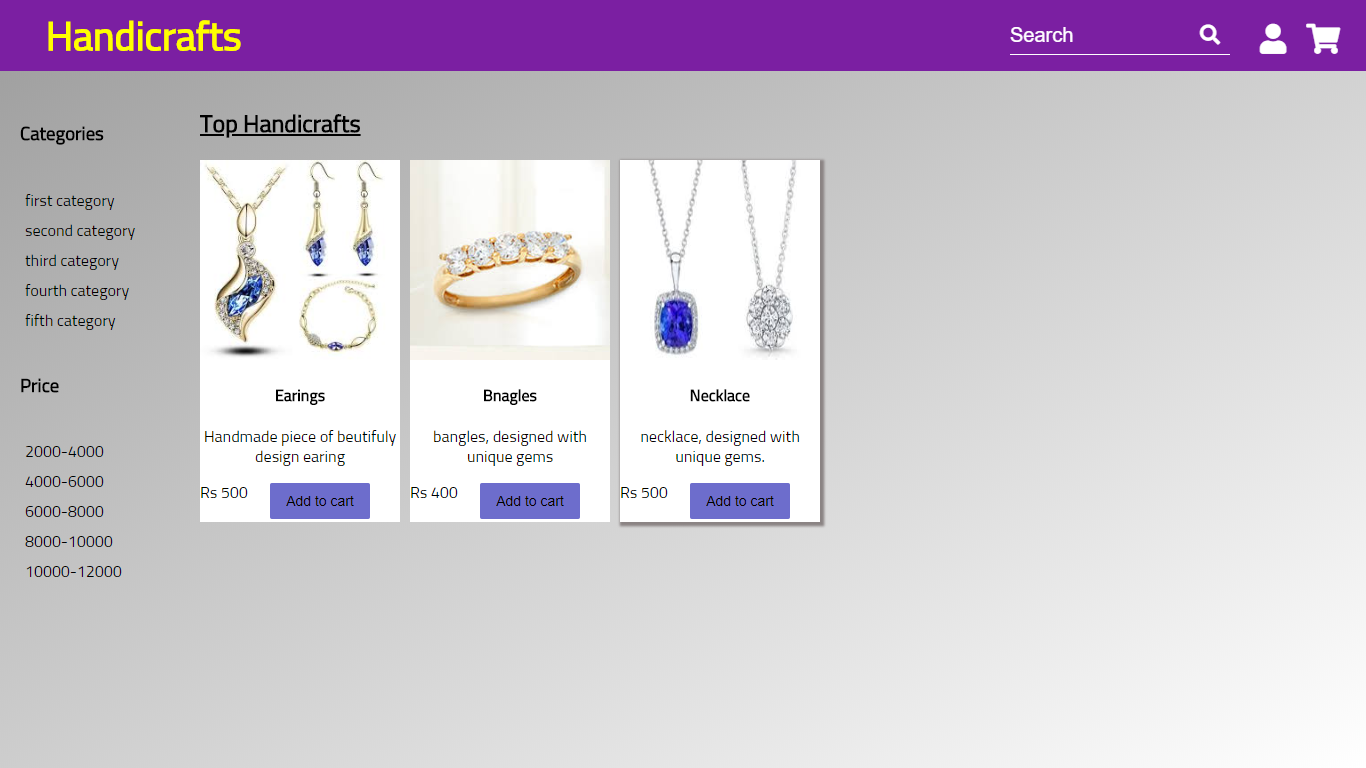 Handicrafts
Search
Categories
first category
second category
third category
fourth category
fifth category
Price
2000-4000
4000-6000
6000-8000
8000-10000
10000-12000
Top Handicrafts
Earings
Handmade piece of beutifuly
design earing
Rs 500
Add to cart
Bnagles
bangles, designed with
unique gems
Rs 400
Add to cart
Necklace
necklace, designed with
unique gems.
Rs 500
Add to cart